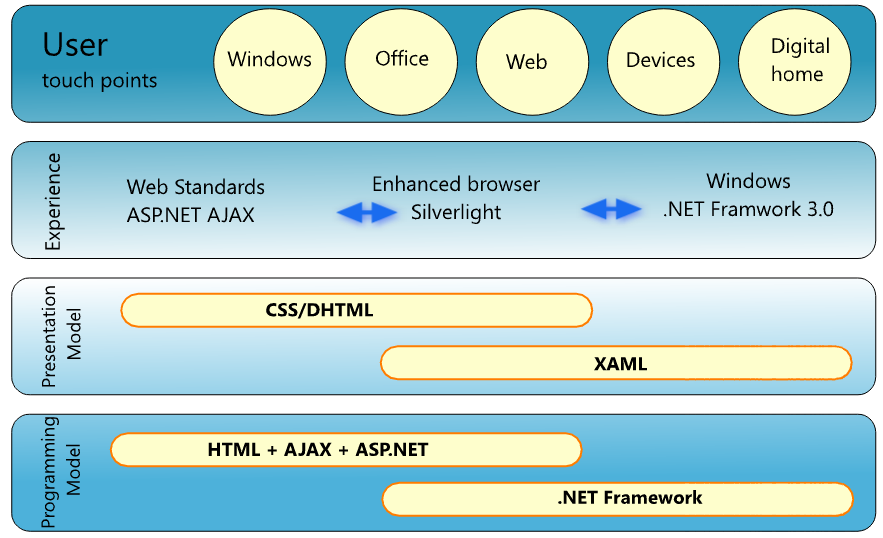 User
touch points
Windows
Office
Web
Devices
Digital
home
Experience
Web Standards
ASP.NET AJAX
Enhanced browser
Silverlight
Windows
.NET Framwork 3.0
Presentation
Model
CSS/DHTML
XAML
Programming
Model
HTML + AJAX + ASP.NET
.NET Framework